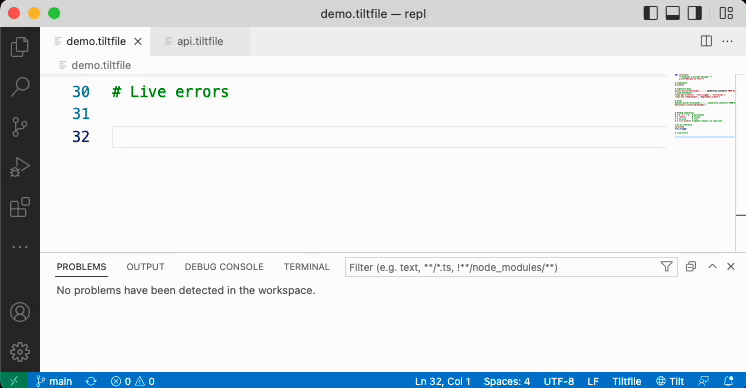 demo.tiltfile — repl
demo.tiltfile
api.tiltfile
demo.tiltfile
30 # Live errors
31
32
PROBLEMS OUTPUT DEBUG CONSOLE TERMINAL Filter (e.g. text, **/*.ts, !**/node_modules/**)
No problems have been detected in the workspace.
main 0 0 Ln 32, Col 1 Spaces: 4 UTF-8 LF Tiltfile Tilt